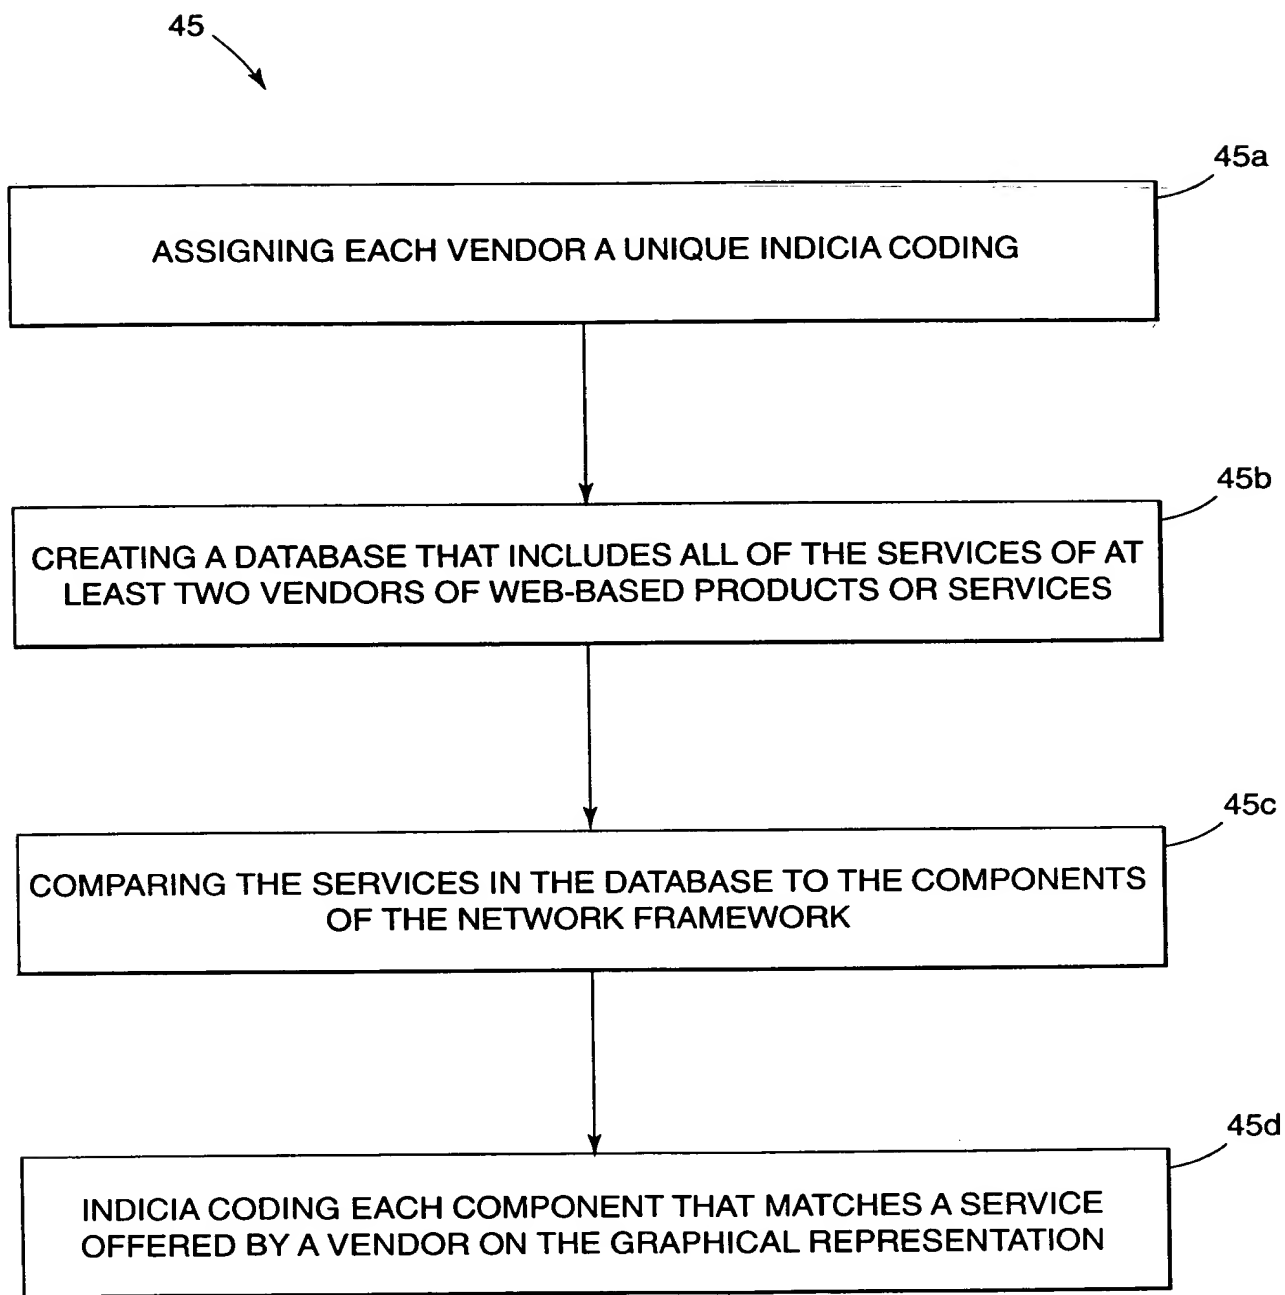 45
45a
ASSIGNING EACH VENDOR A UNIQUE INDICIA CODING
45b
CREATING A DATABASE THAT INCLUDES ALL OF THE SERVICES OF AT
LEAST TWO VENDORS OF WEB-BASED PRODUCTS OR SERVICES
45c
COMPARING THE SERVICES IN THE DATABASE TO THE COMPONENTS
OF THE NETWORK FRAMEWORK
45d
INDICIA CODING EACH COMPONENT THAT MATCHES A SERVICE
OFFERED BY A VENDOR ON THE GRAPHICAL REPRESENTATION